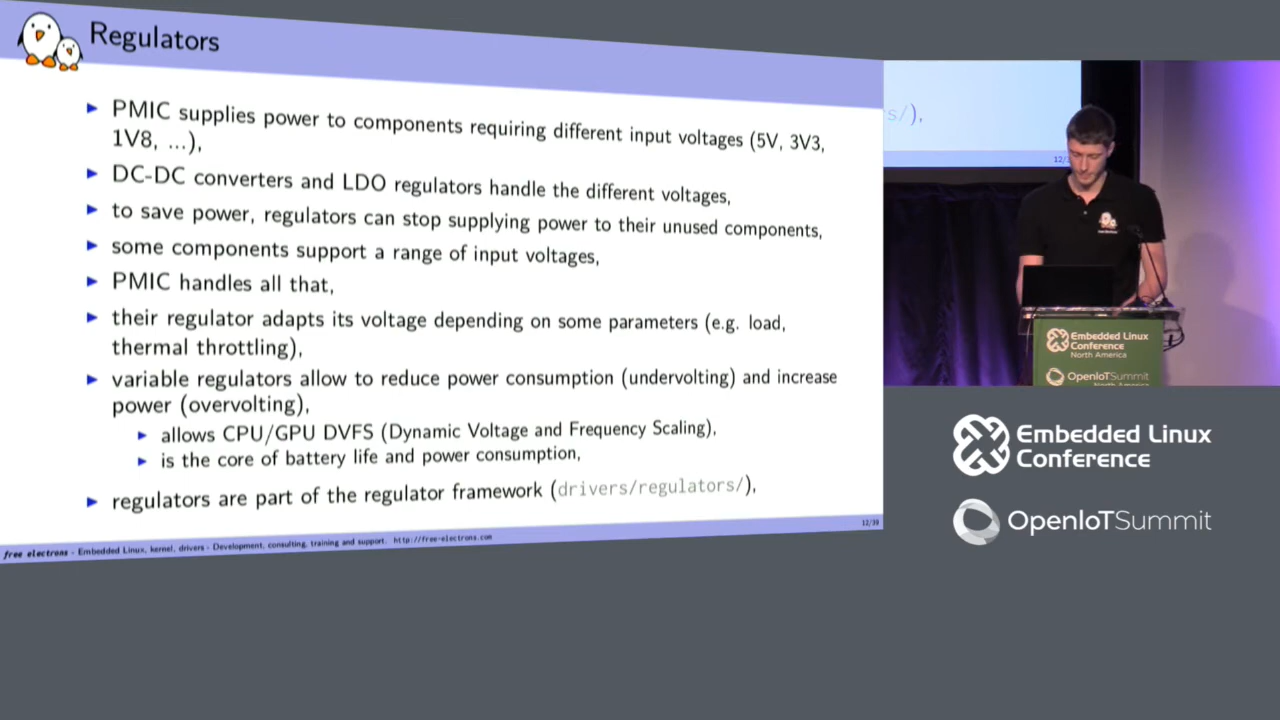 Regulators
PMIC supplies power to components requiring different input voltages (5V, 3V3,
1V8, ...),
DC-DC converters and LDO regulators handle the different voltages,
to save power, regulators can stop supplying power to their unused components,
some components support a range of input voltages,
PMIC handles all that,
their regulator adapts its voltage depending on some parameters (e.g. load,
thermal throttling),
variable regulators allow to reduce power consumption (undervolting) and increase
power (overvolting),
allows CPU/GPU DVFS (Dynamic Voltage and Frequency Scaling),
is the core of battery life and power consumption,
regulators are part of the regulator framework (drivers/regulators/),
12/39
free electrons - Embedded Linux, kernel, drivers - Development, consulting, training and support. http://free-electrons.com
s/),
12/3
Embedded Linux
Conference
North America
OpenIoTSummit
North America
Embedded Linux
Conference
OpenIoTSummit